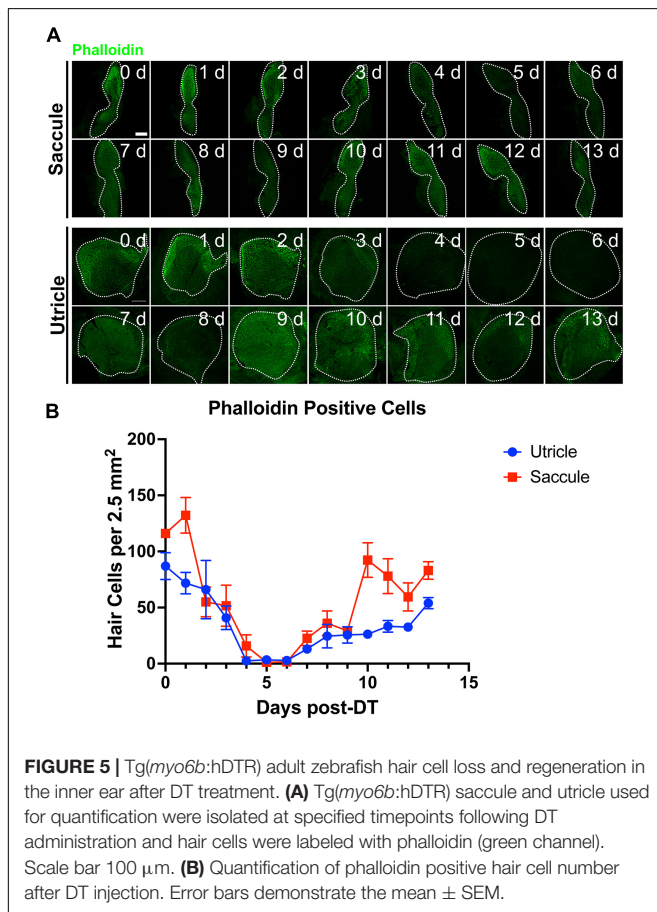 A
Phalloidin
Saccule
0 d 1 d 2 d 3 d 4 d 5 d 6 d
7 d 8 d 9 d 10 d 11 d 12 d 13 d
Utricle
0 d 1 d 2 d 3 d 4 d 5 d 6 d
7 d 8 d 9 d 10 d 11 d 12 d 13 d
Phalloidin Positive Cells
B
Hair Cells per 2.5 mm²
200
150
100
50
0
0 5 10 15
Days post-DT
Utricle
Saccule
FIGURE 5 | Tg(myo6b:hDTR) adult zebrafish hair cell loss and regeneration in
the inner ear after DT treatment. (A) Tg(myo6b:hDTR) saccule and utricle used
for quantification were isolated at specified timepoints following DT
administration and hair cells were labeled with phalloidin (green channel).
Scale bar 100 μm. (B) Quantification of phalloidin positive hair cell number
after DT injection. Error bars demonstrate the mean ± SEM.